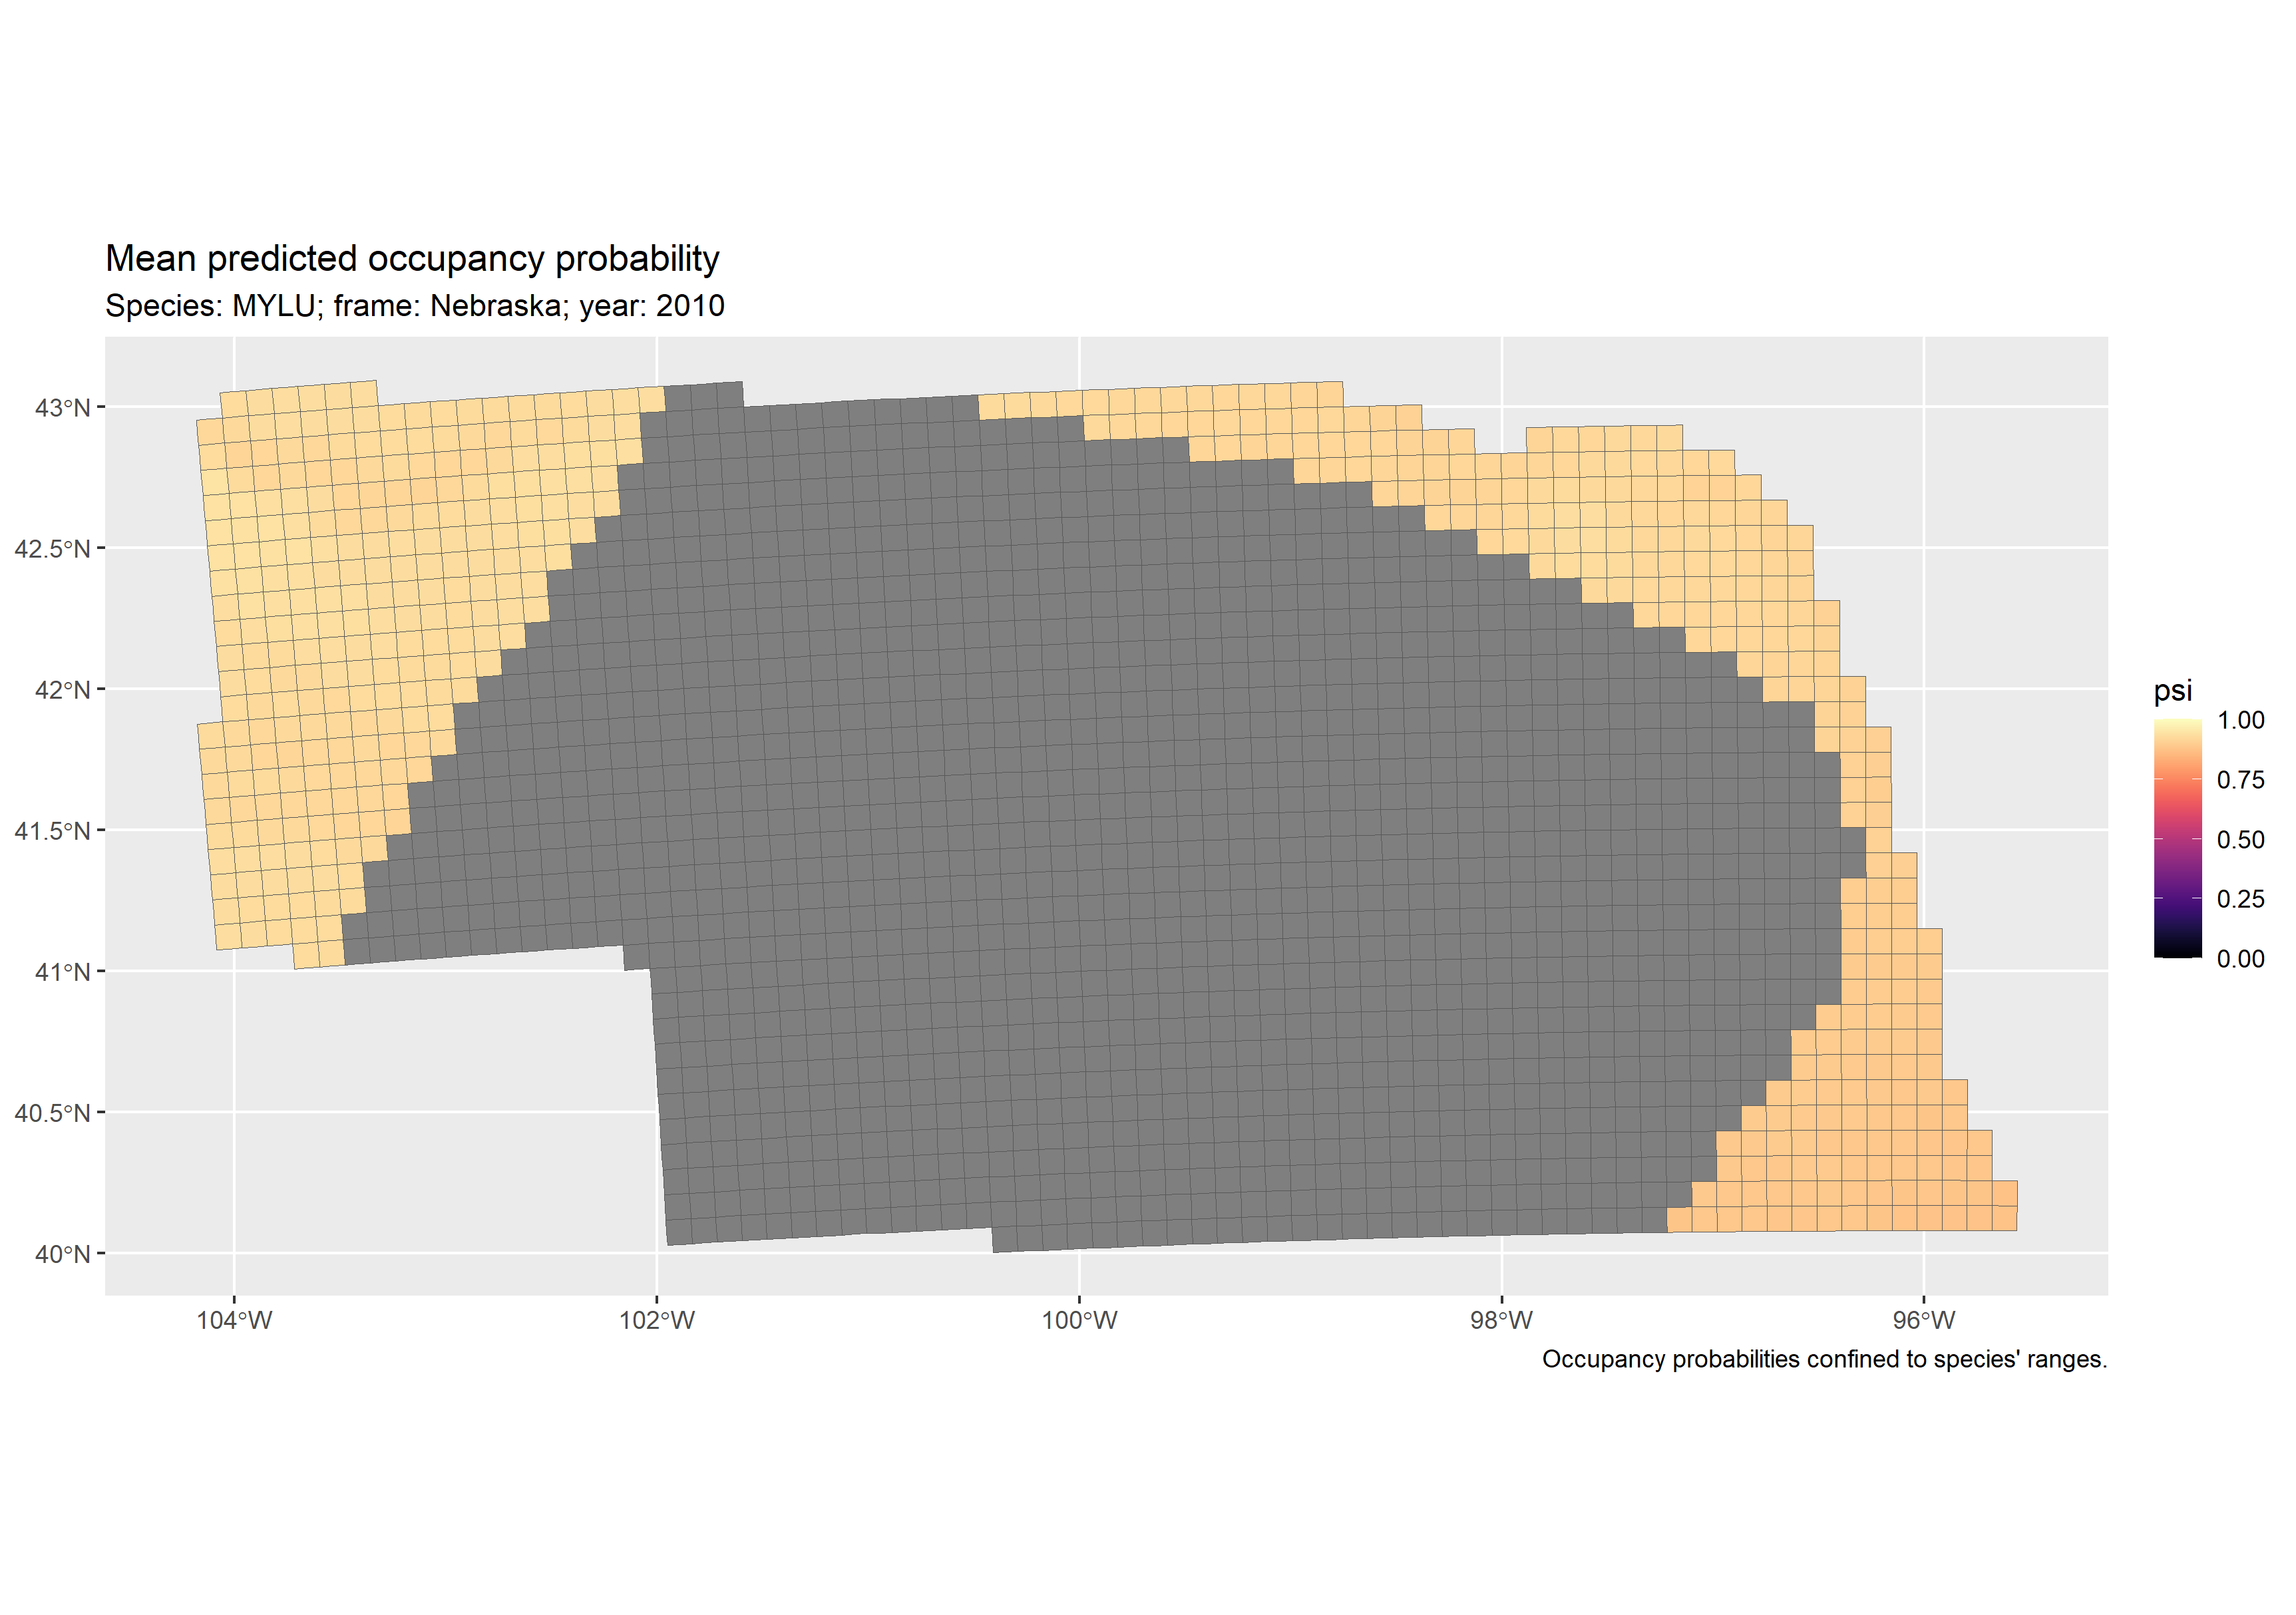 Mean predicted occupancy probability
Species: MYLU; frame: Nebraska; year: 2010
43°N
42.5°N
42°N
41.5°N
41°N
40.5°N
40°N
104°W
102°W
100°W
98°W
96°W
psi
1.00
0.75
0.50
0.25
0.00
Occupancy probabilities confined to species' ranges.